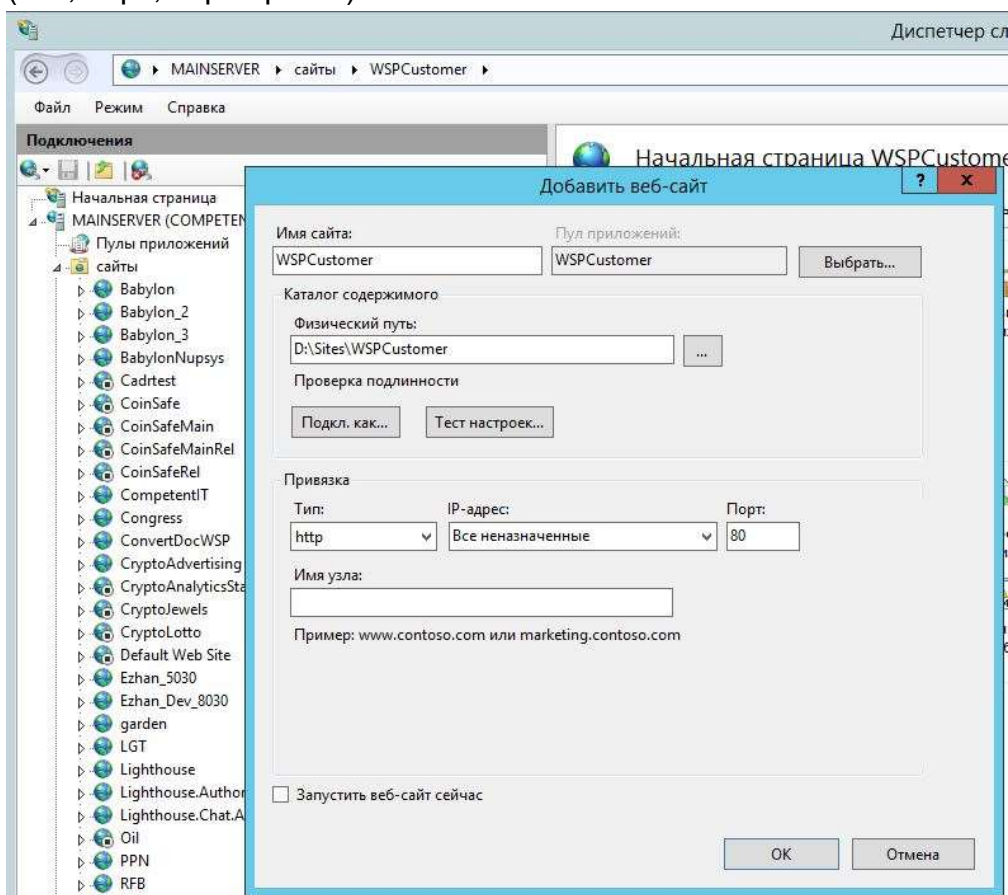 Диспетчер сл
MAINSERVER ▸ сайты ▸ WSPCustomer ▸
Файл Режим Справка
Подключения
Начальная страница
MAINSERVER (COMPETEN
Пулы приложений
сайты
Babylon
Babylon_2
Babylon_3
BabylonNupsys
Cadrtest
CoinSafe
CoinSafeMain
CoinSafeMainRel
CoinSafeRel
CompetentIT
Congress
ConvertDocWSP
CryptoAdvertising
CryptoAnalyticsSta
CryptoJewels
CryptoLotto
Default Web Site
Ezhan_5030
Ezhan_Dev_8030
garden
LGT
Lighthouse
Lighthouse.Author
Lighthouse.Chat.A
Oil
PPN
RFB
Начальная страница WSPCustome
Добавить веб-сайт ? x
Имя сайта: Пул приложений:
WSPCustomer WSPCustomer Выбрать...
Каталог содержимого
Физический путь:
D:\Sites\WSPCustomer ...
Проверка подлинности
Подкл. как... Тест настроек...
Привязка
Тип: IP-адрес: Порт:
http Все неназначенные 80
Имя узла:
Пример: www.contoso.com или marketing.contoso.com
Запустить веб-сайт сейчас
OK Отмена